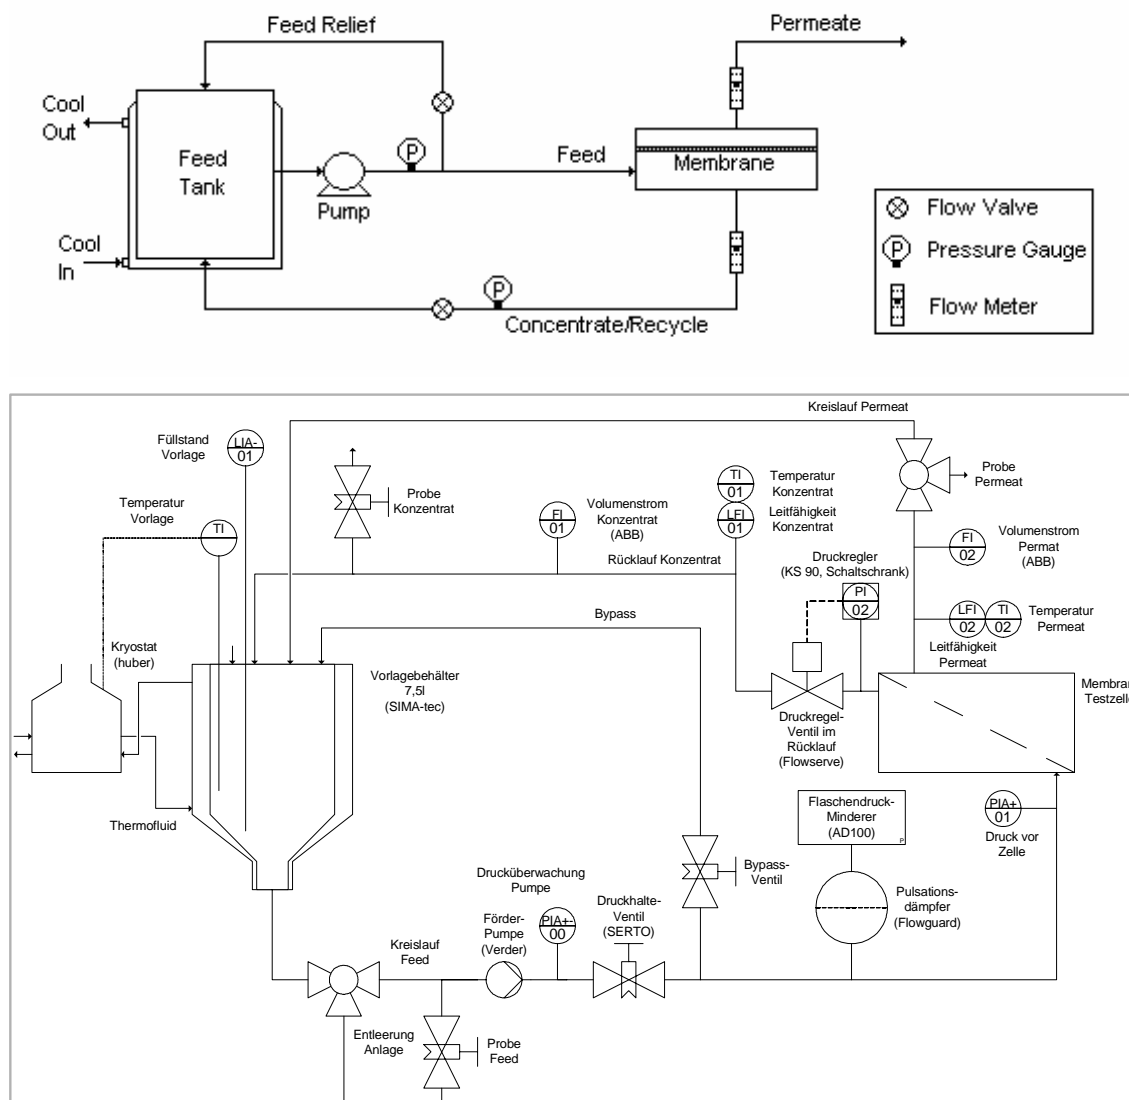 Feed Relief
Permeate
Cool
Out
Feed
Tank
P
Feed
Membrane
Pump
Cool
In
P
Concentrate/Recycle
Flow Valve
P
Pressure Gauge
Flow Meter
Kreislauf Permeat
Füllstand
Vorlage
LIA-
01
Temperatur
Vorlage
TI
Probe
Konzentrat
FI
01
Volumenstrom
Konzentrat
(ABB)
TI
01
Temperatur
Konzentrat
LFI
01
Leitfähigkeit
Konzentrat
Probe
Permeat
FI
02
Volumenstrom
Permat
(ABB)
Rücklauf Konzentrat
Druckregler
(KS 90, Schaltschrank)
PI
02
LFI
02
TI
02
Temperatur
Permeat
Leitfähigkeit
Permeat
Bypass
Kryostat
(huber)
Vorlagebehälter
7,5l
(SIMA-tec)
Membran
Testzelle
Druckregel-
Ventil im
Rücklauf
(Flowserve)
Thermofluid
Flaschendruck-
Minderer
(AD100)
P
PIA+
01
Druck vor
Zelle
Bypass-
Ventil
Drucküberwachung
Pumpe
PIA+-
00
Druckhalte-
Ventil
(SERTO)
Pulsations-
dämpfer
(Flowguard)
Förder-
Pumpe
(Verder)
Kreislauf
Feed
Entleerung
Anlage
Probe
Feed